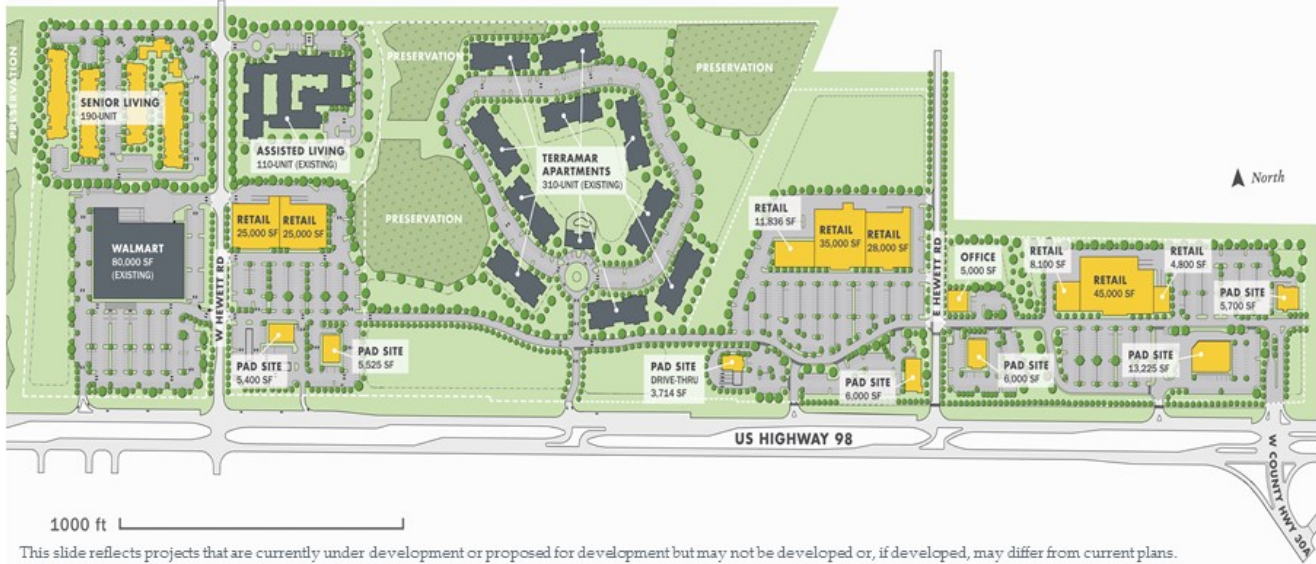 PRESERVATION
SENIOR LIVING
190-UNIT
ASSISTED LIVING
110-UNIT (EXISTING)
PRESERVATION
PRESERVATION
PRESERVATION
TERRAMAR
APARTMENTS
310-UNIT (EXISTING)
North
WALMART
80,000 SF
(EXISTING)
W HEWETT RD
RETAIL
25,000 SF
RETAIL
25,000 SF
RETAIL
11,836 SF
RETAIL
35,000 SF
RETAIL
28,000 SF
E HEWETT RD
OFFICE
5,000 SF
RETAIL
8,100 SF
RETAIL
45,000 SF
RETAIL
4,800 SF
PAD SITE
5,700 SF
PAD SITE
5,400 SF
PAD SITE
5,525 SF
PAD SITE
DRIVE-THRU
3,714 SF
PAD SITE
6,000 SF
PAD SITE
6,000 SF
PAD SITE
13,225 SF
US HIGHWAY 98
W COUNTY HWY 30A
1000 ft
This slide reflects projects that are currently under development or proposed for development but may not be developed or, if developed, may differ from current plans.